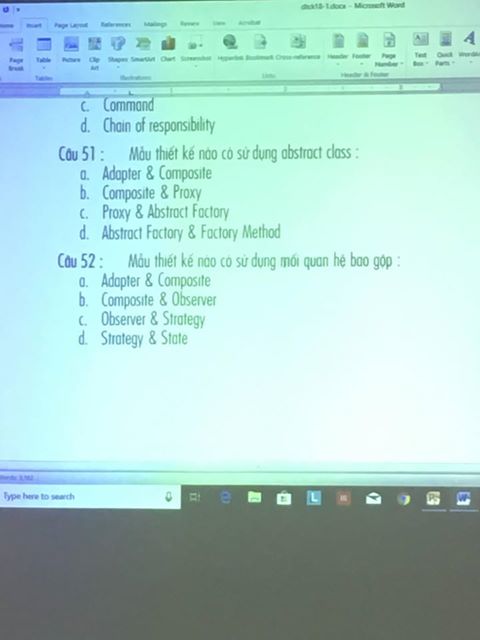 disk18-1.docx - Microsoft Word
Home Insert Page Layout References Mailings Review View Acrobat
Page Break Table Picture Clip Art Shapes SmartArt Chart Screenshot Hyperlink Bookmark Cross-reference Header Footer Page Number Text Box Quick Parts WordArt
Tables Illustrations Links Header & Footer
c. Command
d. Chain of responsibility
Câu 51 : Mẫu thiết kế nào có sử dụng abstract class :
a. Adapter & Composite
b. Composite & Proxy
c. Proxy & Abstract Factory
d. Abstract Factory & Factory Method
Câu 52 : Mẫu thiết kế nào có sử dụng mối quan hệ bao gộp :
a. Adapter & Composite
b. Composite & Observer
c. Observer & Strategy
d. Strategy & State
Type here to search